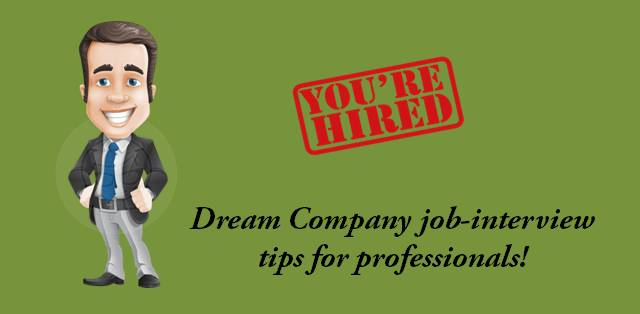 YOU'RE
HIRED
Dream Company job-interview
tips for professionals!